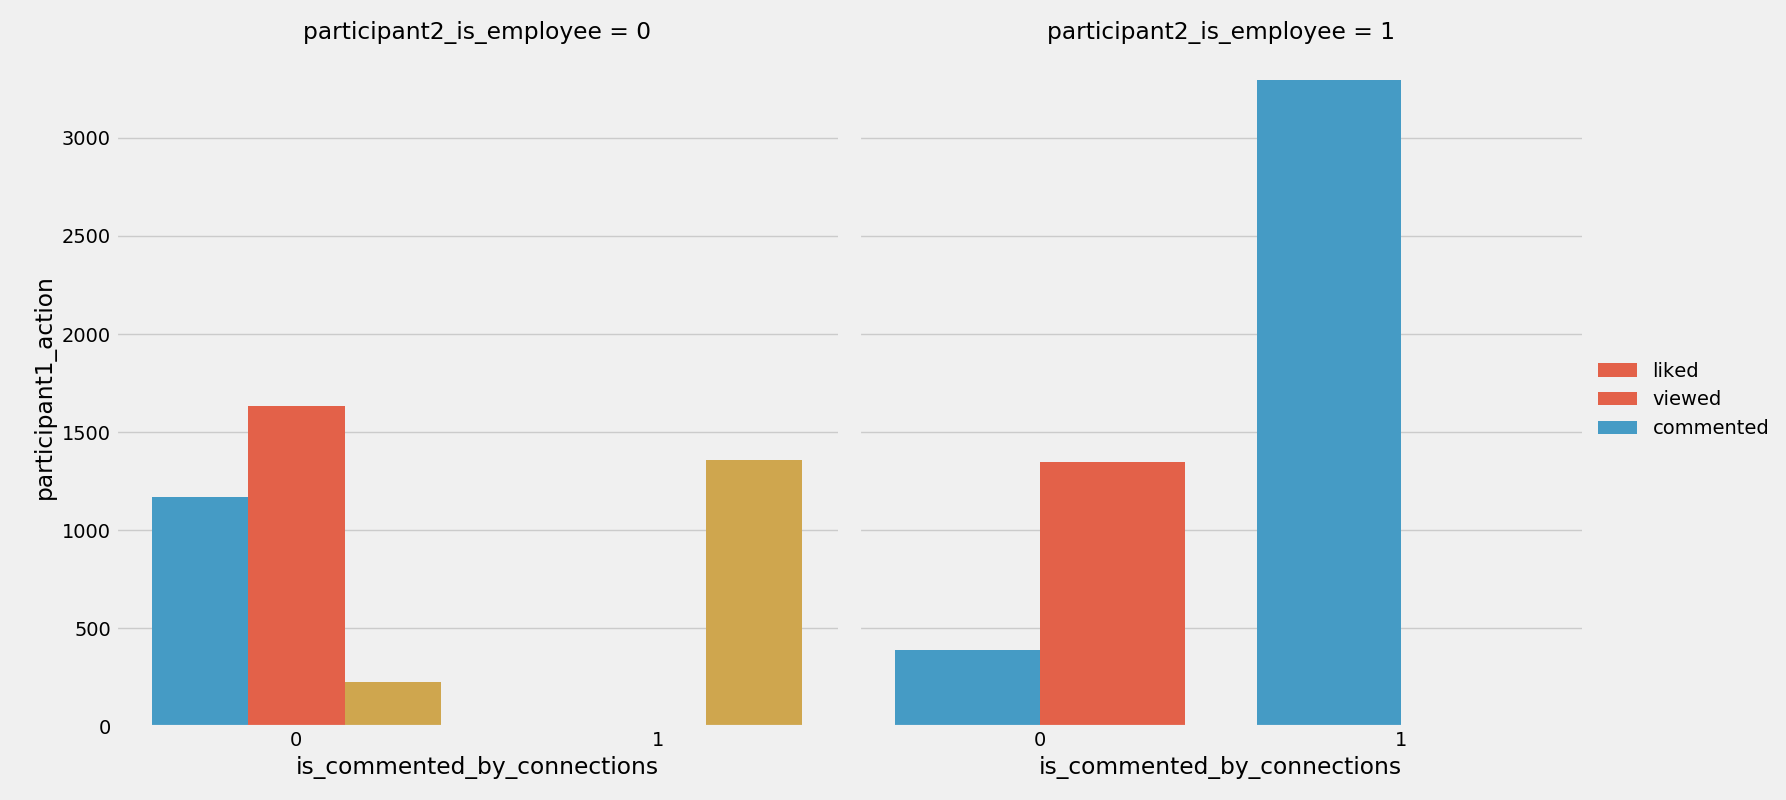 participant2_is_employee = 0
participant2_is_employee = 1
participant1_action
3000
2500
2000
1500
1000
500
0
0
1
is_commented_by_connections
0
1
is_commented_by_connections
liked
viewed
commented